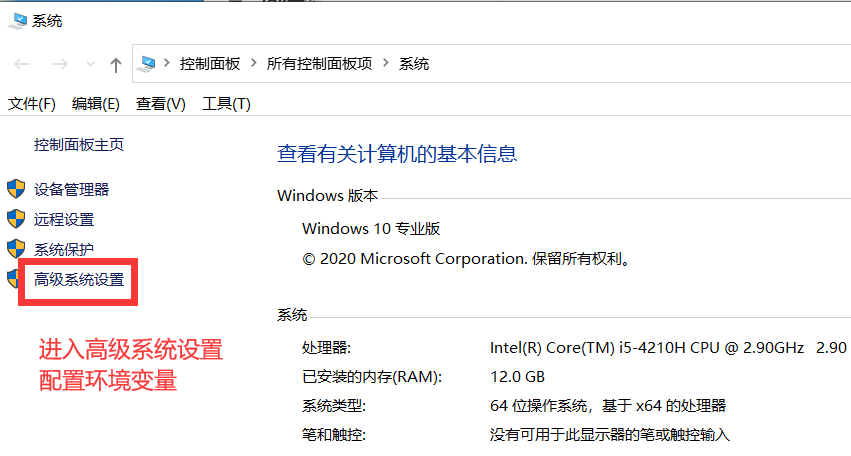 系统
控制面板 > 所有控制面板项 > 系统
文件(F) 编辑(E) 查看(V) 工具(T)
控制面板主页
设备管理器
远程设置
系统保护
高级系统设置
进入高级系统设置
配置环境变量
查看有关计算机的基本信息
Windows 版本
Windows 10 专业版
© 2020 Microsoft Corporation. 保留所有权利。
系统
处理器: Intel(R) Core(TM) i5-4210H CPU @ 2.90GHz 2.90
已安装的内存(RAM): 12.0 GB
系统类型: 64 位操作系统，基于 x64 的处理器
笔和触控: 没有可用于此显示器的笔或触控输入